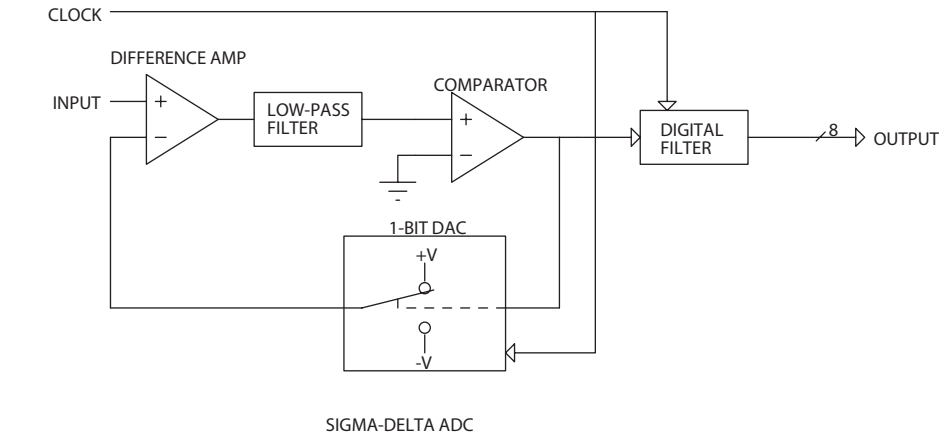 CLOCK
DIFFERENCE AMP
INPUT
+
−
LOW-PASS
FILTER
COMPARATOR
+
−
DIGITAL
FILTER
8
OUTPUT
1-BIT DAC
+V
-V
SIGMA-DELTA ADC